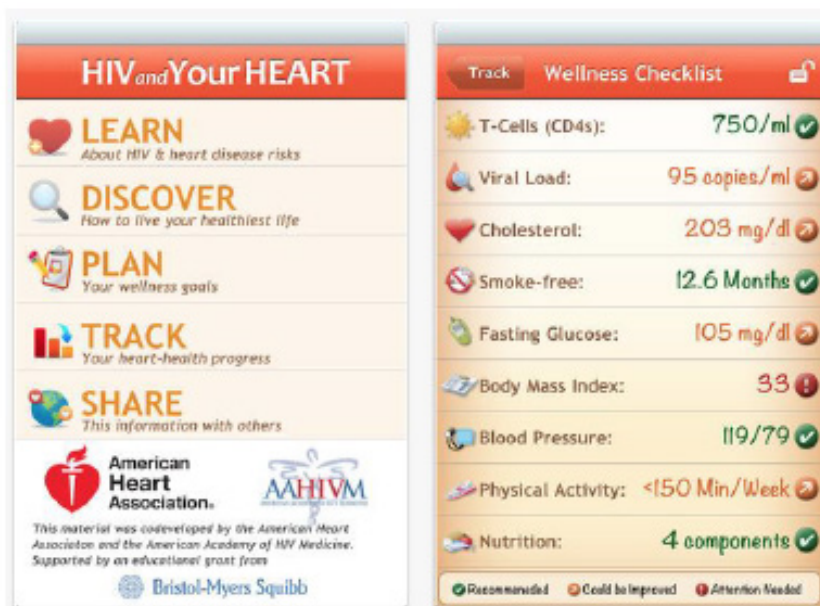 HIV and Your HEART
LEARN
About HIV & heart disease risks
DISCOVER
How to live your healthiest life
PLAN
Your wellness goals
TRACK
Your heart-health progress
SHARE
This information with others
American
Heart
Association®
AAHIVM
This material was codeveloped by the American Heart
Associaton and the American Academy of HIV Medicine.
Supported by an educational grant from
Bristol-Myers Squibb
Track Wellness Checklist
T-Cells (CD4s): 750/ml
Viral Load: 95 copies/ml
Cholesterol: 203 mg/dl
Smoke-free: 12.6 Months
Fasting Glucose: 105 mg/dl
Body Mass Index: 33
Blood Pressure: 119/79
Physical Activity: <150 Min/Week
Nutrition: 4 components
Recommended Could be Improved Attention Needed